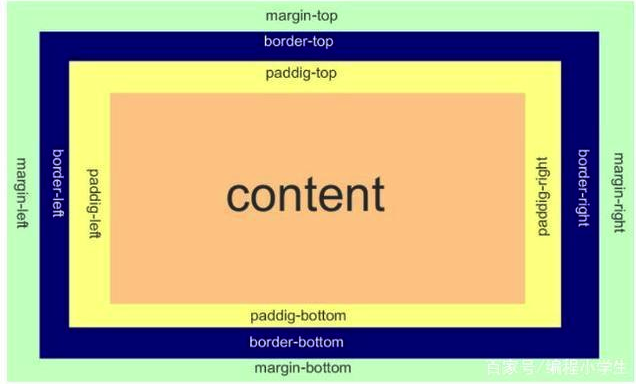 margin-top
border-top
paddig-top
margin-left
border-left
paddig-left
content
paddig-right
border-right
margin-right
paddig-bottom
border-bottom
margin-bottom
百家号/编程小学生